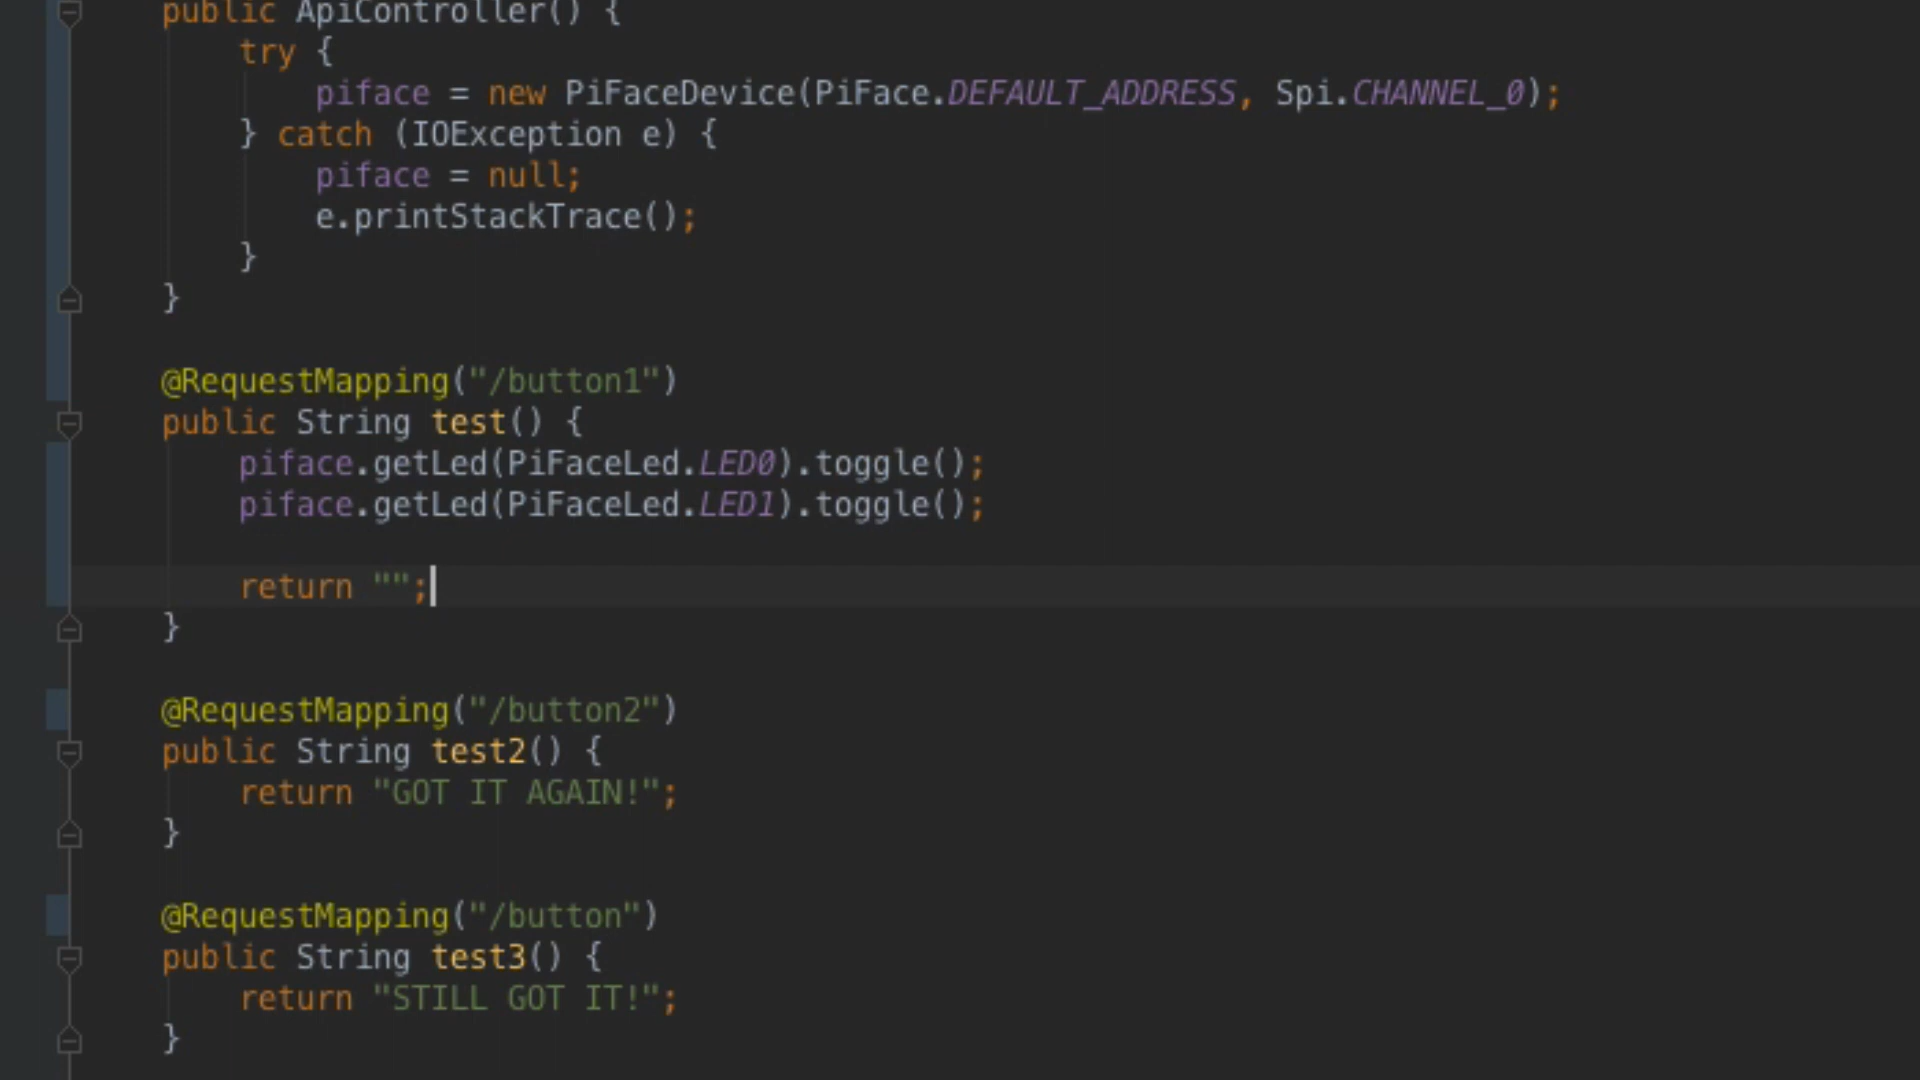 public ApiController() {
try {
piface = new PiFaceDevice(PiFace.DEFAULT_ADDRESS, Spi.CHANNEL_0);
} catch (IOException e) {
piface = null;
e.printStackTrace();
}
}
@RequestMapping("/button1")
public String test() {
piface.getLed(PiFaceLed.LED0).toggle();
piface.getLed(PiFaceLed.LED1).toggle();
return "";
}
@RequestMapping("/button2")
public String test2() {
return "GOT IT AGAIN!";
}
@RequestMapping("/button")
public String test3() {
return "STILL GOT IT!";
}